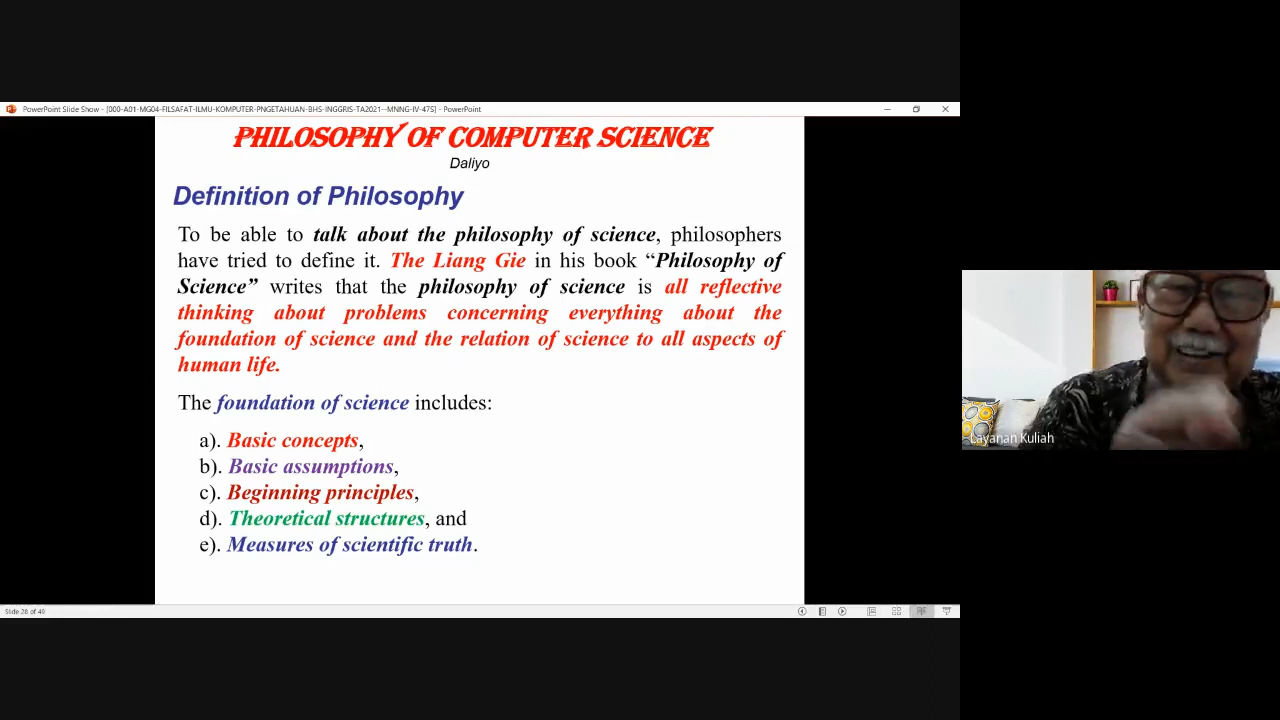 PowerPoint Slide Show - [000-A01-MG04-FILSAFAT-ILMU-KOMPUTER-PNGETAHUAN-BHS-INGGRIS-TA2021--MNNG-IV-47S] - PowerPoint
PHILOSOPHY OF COMPUTER SCIENCE
Daliyo
Definition of Philosophy
To be able to talk about the philosophy of science, philosophers
have tried to define it. The Liang Gie in his book “Philosophy of
Science” writes that the philosophy of science is all reflective
thinking about problems concerning everything about the
foundation of science and the relation of science to all aspects of
human life.
The foundation of science includes:
a). Basic concepts,
b). Basic assumptions,
c). Beginning principles,
d). Theoretical structures, and
e). Measures of scientific truth.
Slide 28 of 49
Layanan Kuliah